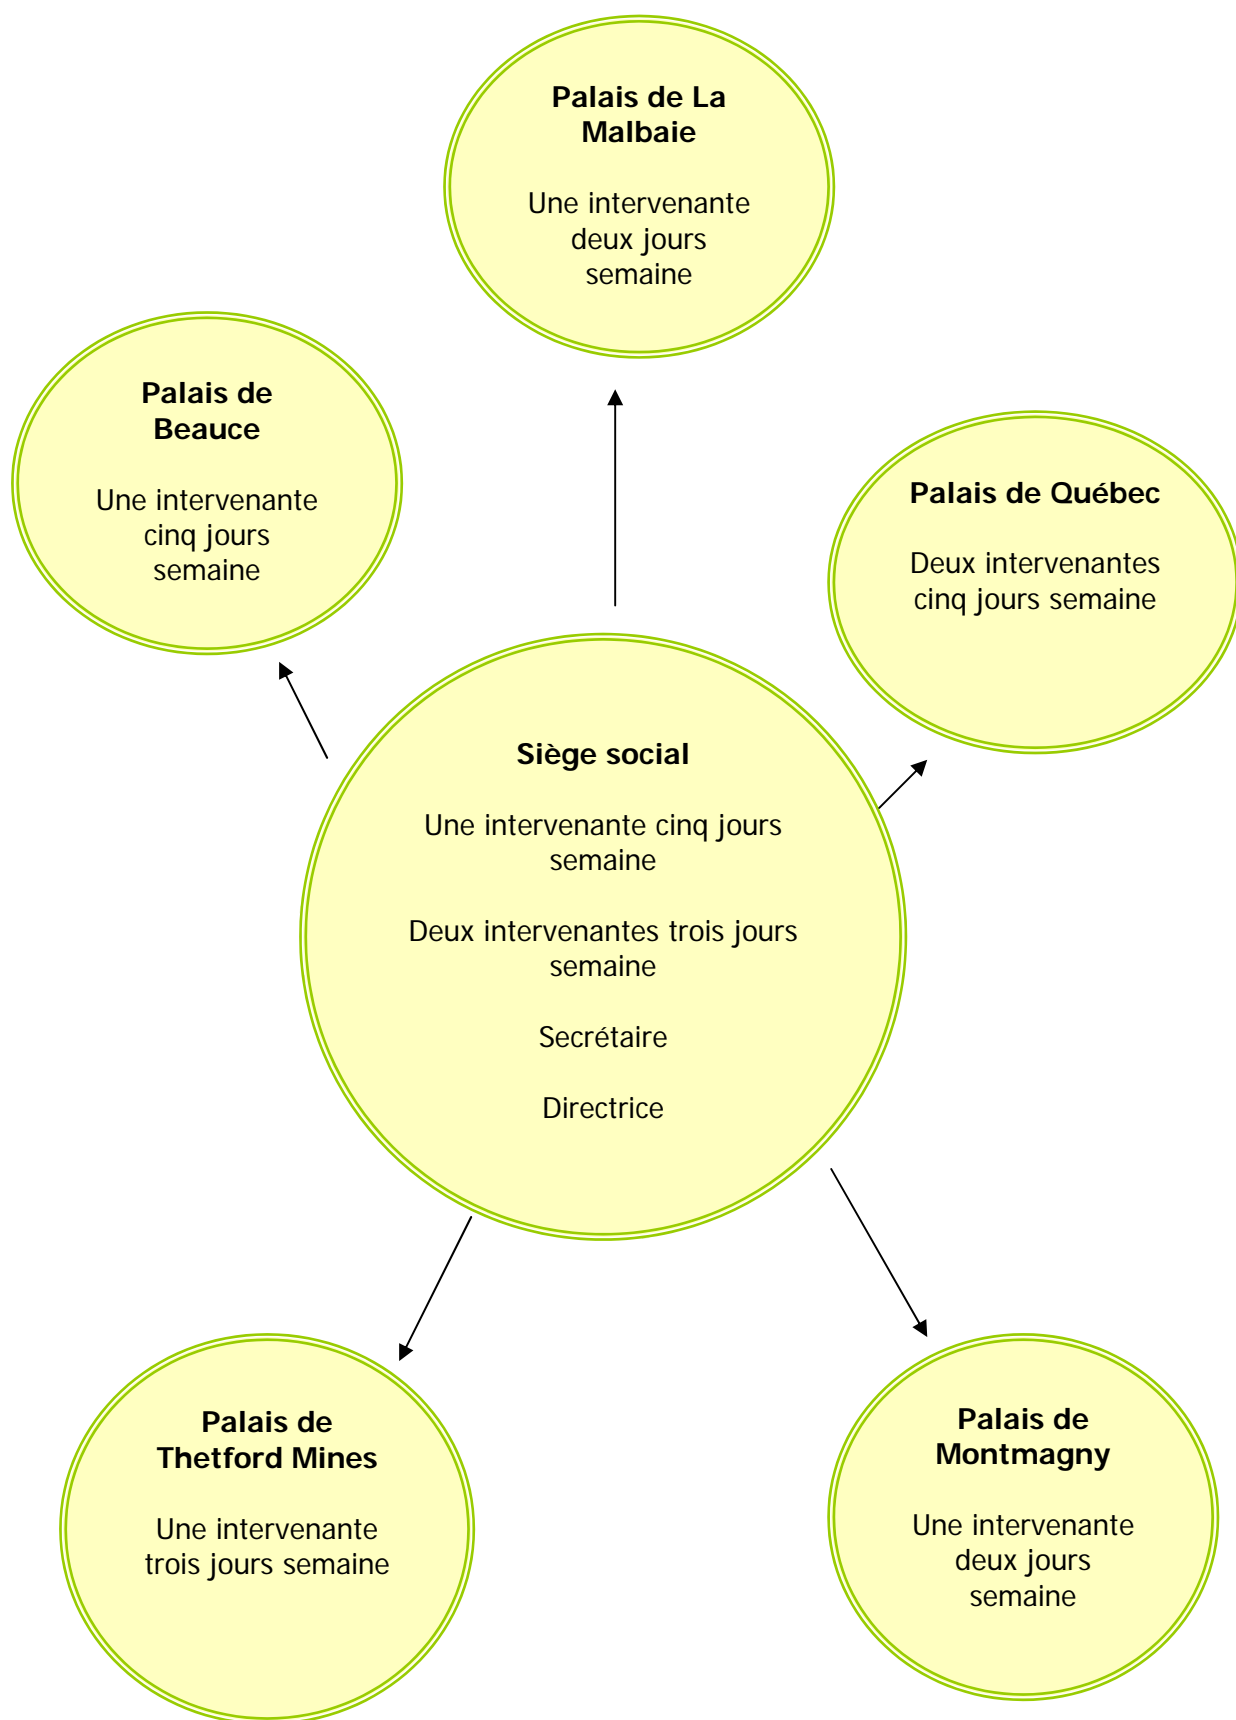 Palais de La
Malbaie
Une intervenante
deux jours
semaine
Palais de
Beauce
Une intervenante
cinq jours
semaine
Palais de Québec
Deux intervenantes
cinq jours semaine
Siège social
Une intervenante cinq jours
semaine
Deux intervenantes trois jours
semaine
Secrétaire
Directrice
Palais de
Thetford Mines
Une intervenante
trois jours semaine
Palais de
Montmagny
Une intervenante
deux jours
semaine